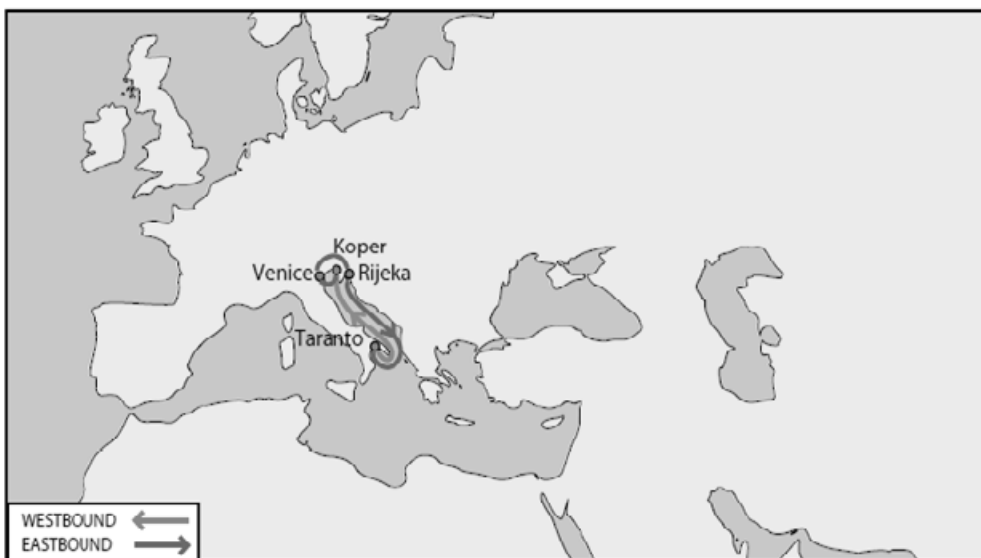 Koper
Venice Rijeka
Taranto
WESTBOUND
EASTBOUND